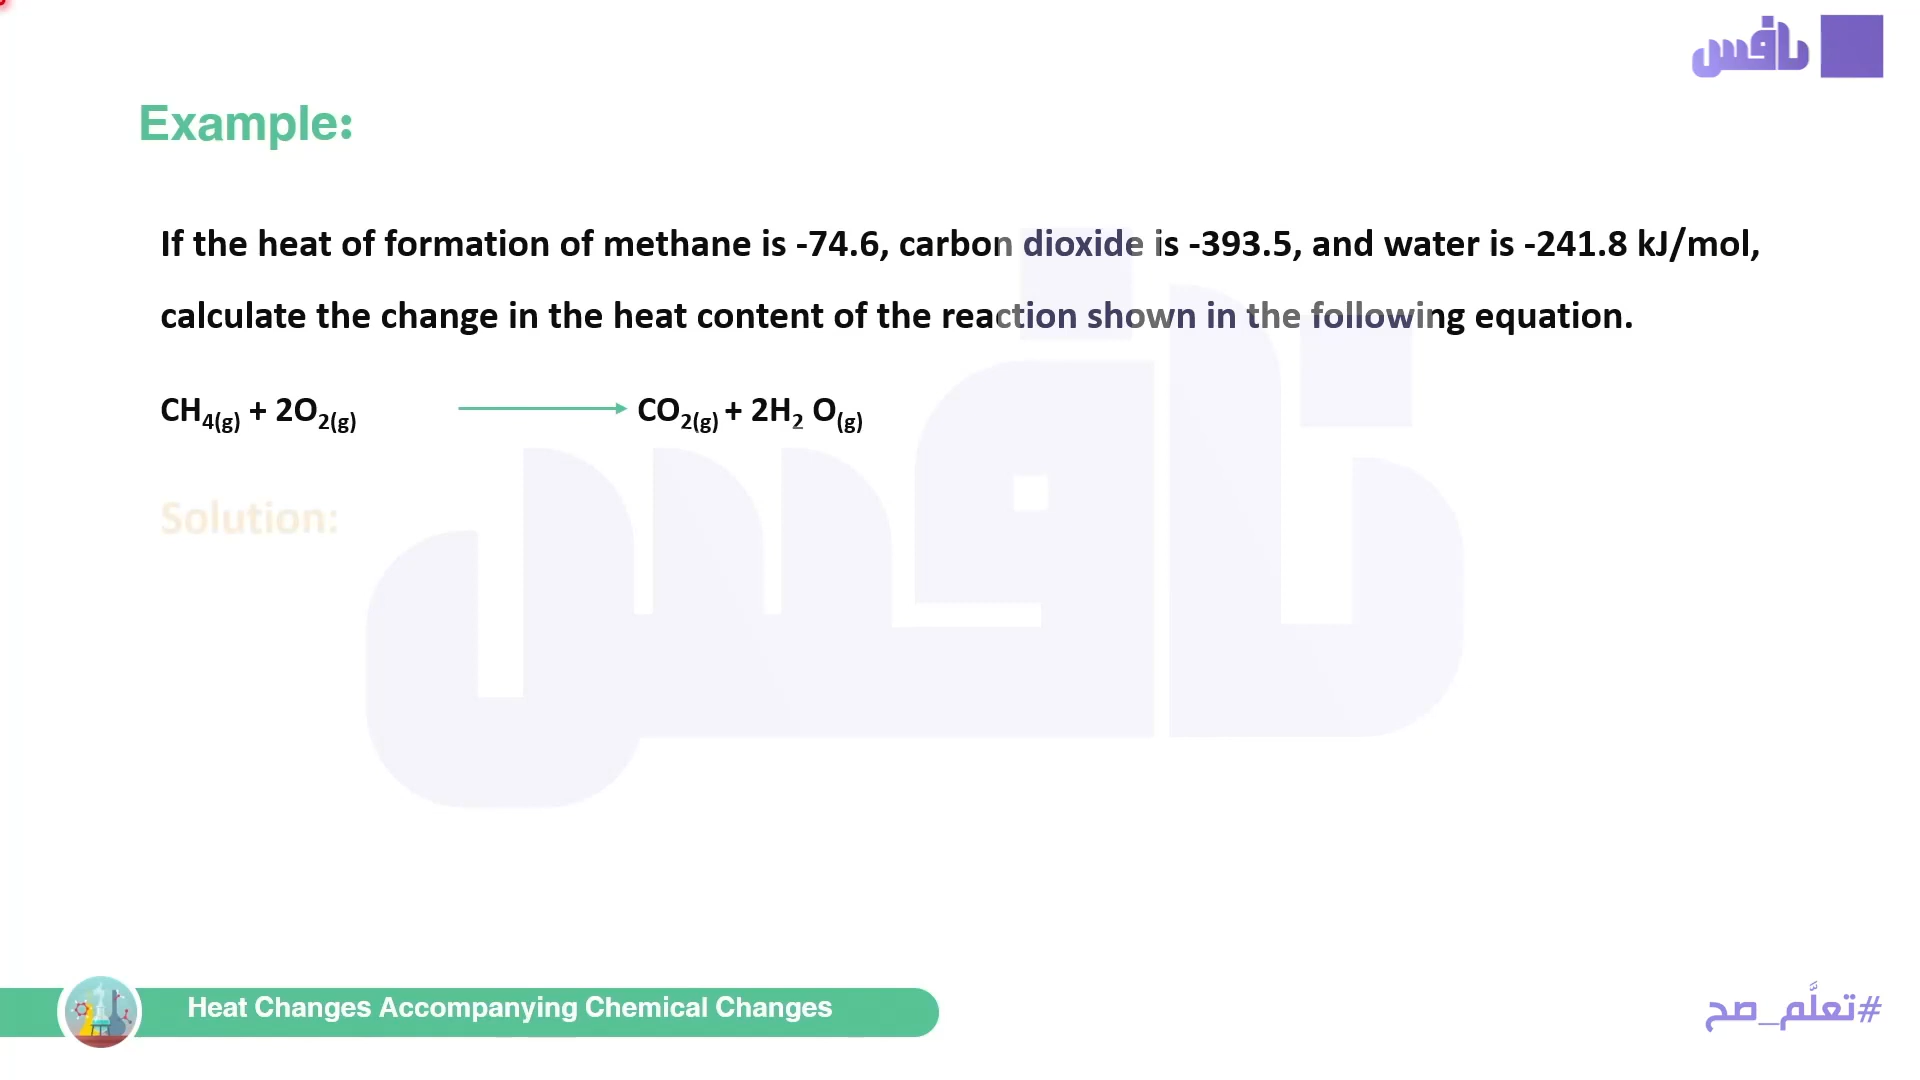 نافس
Example:
If the heat of formation of methane is -74.6, carbon dioxide is -393.5, and water is -241.8 kJ/mol,
calculate the change in the heat content of the reaction shown in the following equation.
CH4(g) + 2O2(g) → CO2(g) + 2H2 O(g)
Solution:
نافس
Heat Changes Accompanying Chemical Changes
#تعلَّم_صح